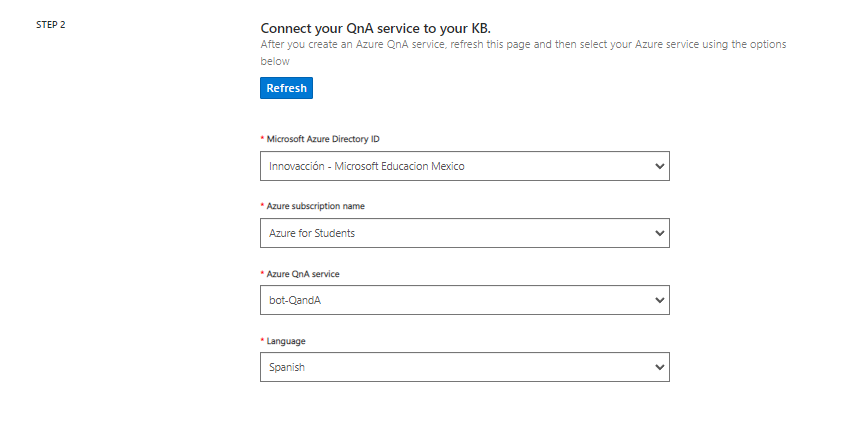 STEP 2
Connect your QnA service to your KB.
After you create an Azure QnA service, refresh this page and then select your Azure service using the options
below
Refresh
* Microsoft Azure Directory ID
Innovacción - Microsoft Educacion Mexico
* Azure subscription name
Azure for Students
* Azure QnA service
bot-QandA
* Language
Spanish